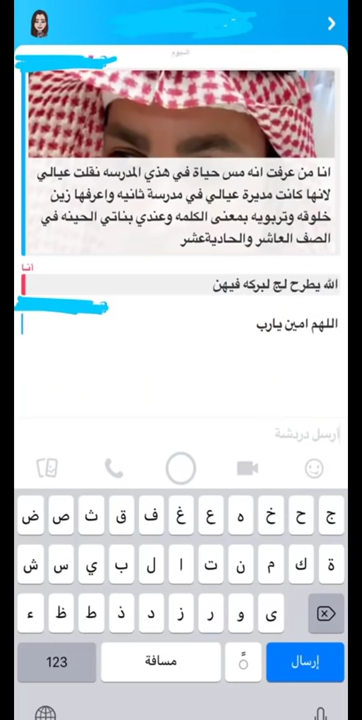 اليوم
انا من عرفت انه مس حياة في هذي المدرسه نقلت عيالي
لانها كانت مديرة عيالي في مدرسة ثانيه واعرفها زين
خلوقه وتربويه بمعنى الكلمه وعندي بناتي الحينه في
الصف العاشر والحاديةعشر
انا
الله يطرح لج لبركه فيهن
اللهم امين يارب
أرسل دردشة
ض ص ث ق ف غ ع ه خ ح ج
ش س ي ب ل ا ت ن م ك ة
ء ظ ط ذ د ز ر و ى
123 مسافة إرسال